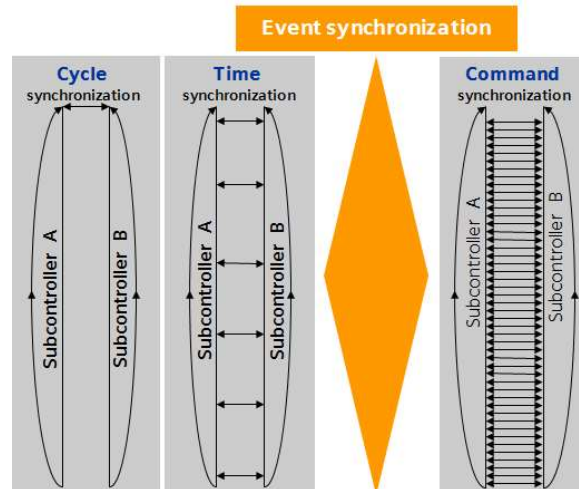 Event synchronization
Cycle
synchronization
Subcontroller A
Subcontroller B
Time
synchronization
Subcontroller A
Subcontroller B
Command
synchronization
Subcontroller A
Subcontroller B